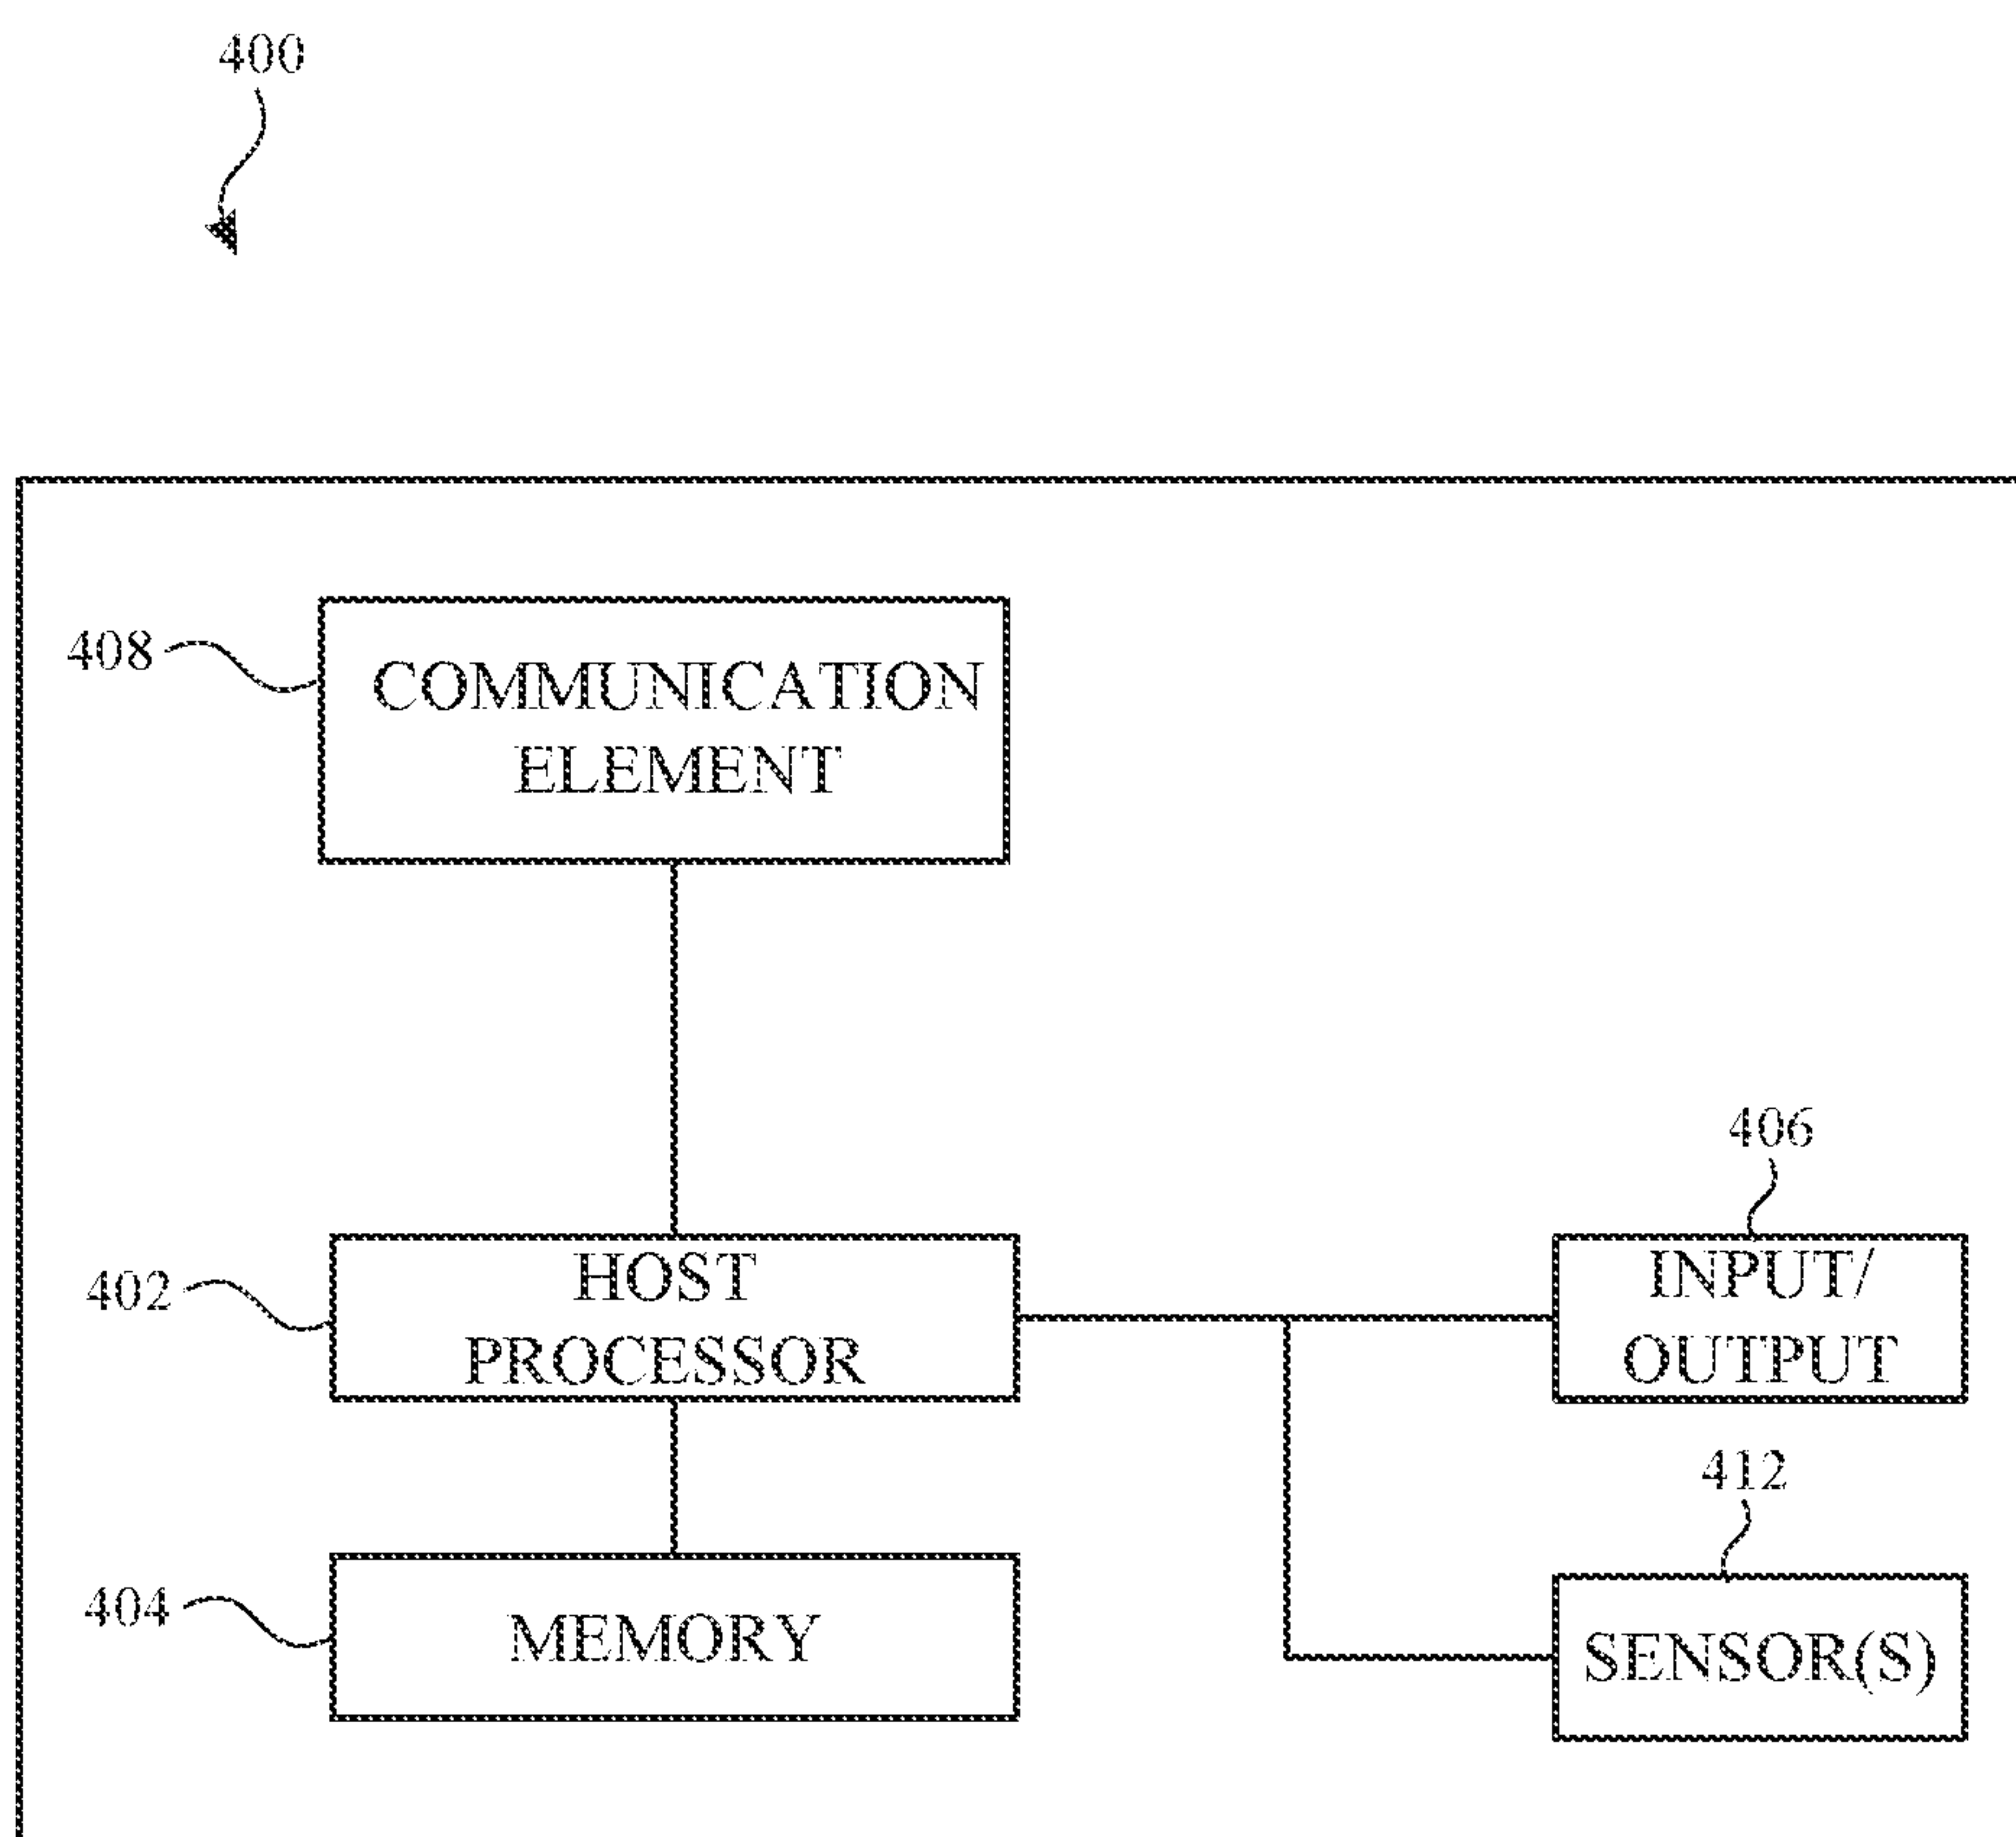 400
408
COMMUNICATION
ELEMENT
406
402
HOST
PROCESSOR
INPUT/
OUTPUT
412
404
MEMORY
SENSOR(S)